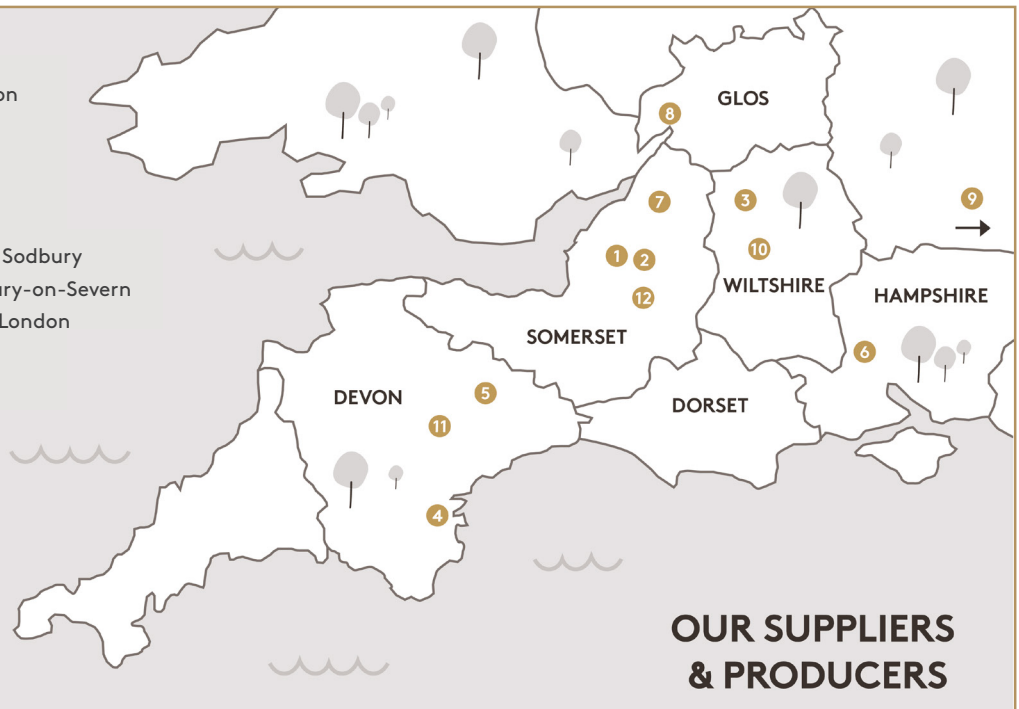 on
Sodbury
ry-on-Severn
London
GLOS
8
7
3
9
1
2
10
WILTSHIRE
12
HAMPSHIRE
SOMERSET
6
DEVON
5
DORSET
11
4
OUR SUPPLIERS
& PRODUCERS